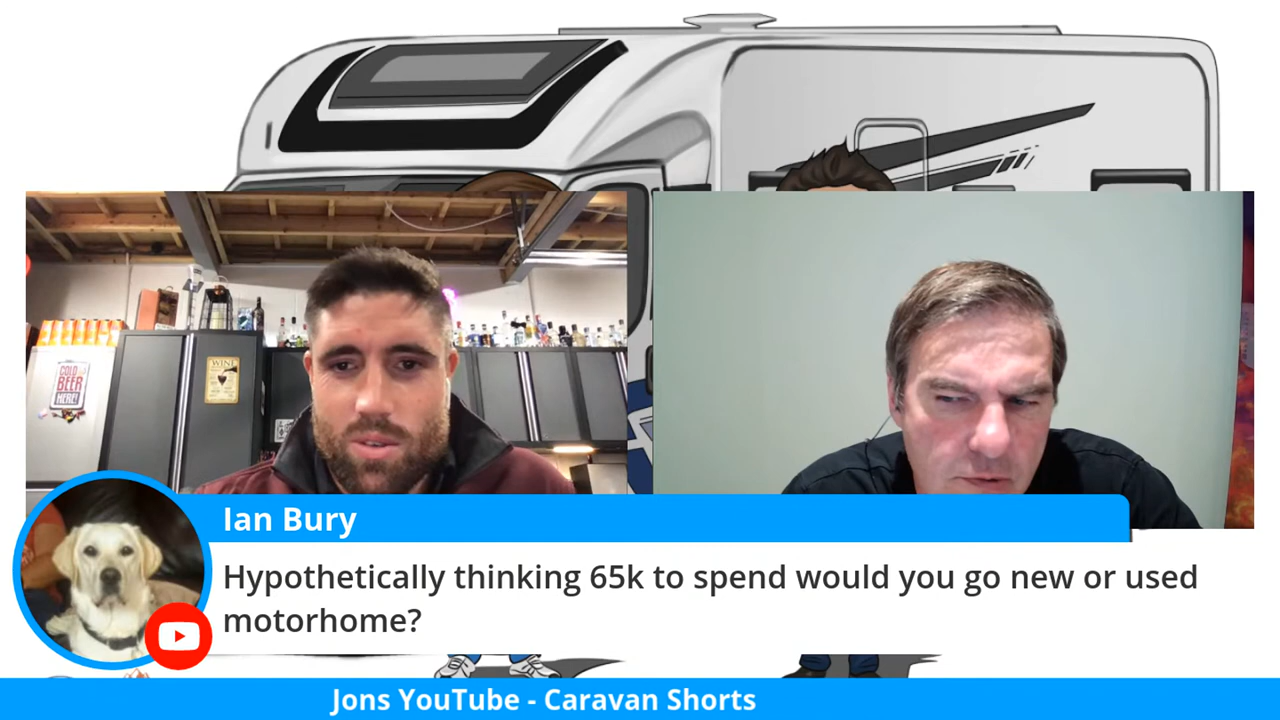 COLD
BEER
HERE!
WINE
Ian Bury
Hypothetically thinking 65k to spend would you go new or used
motorhome?
Jons YouTube - Caravan Shorts